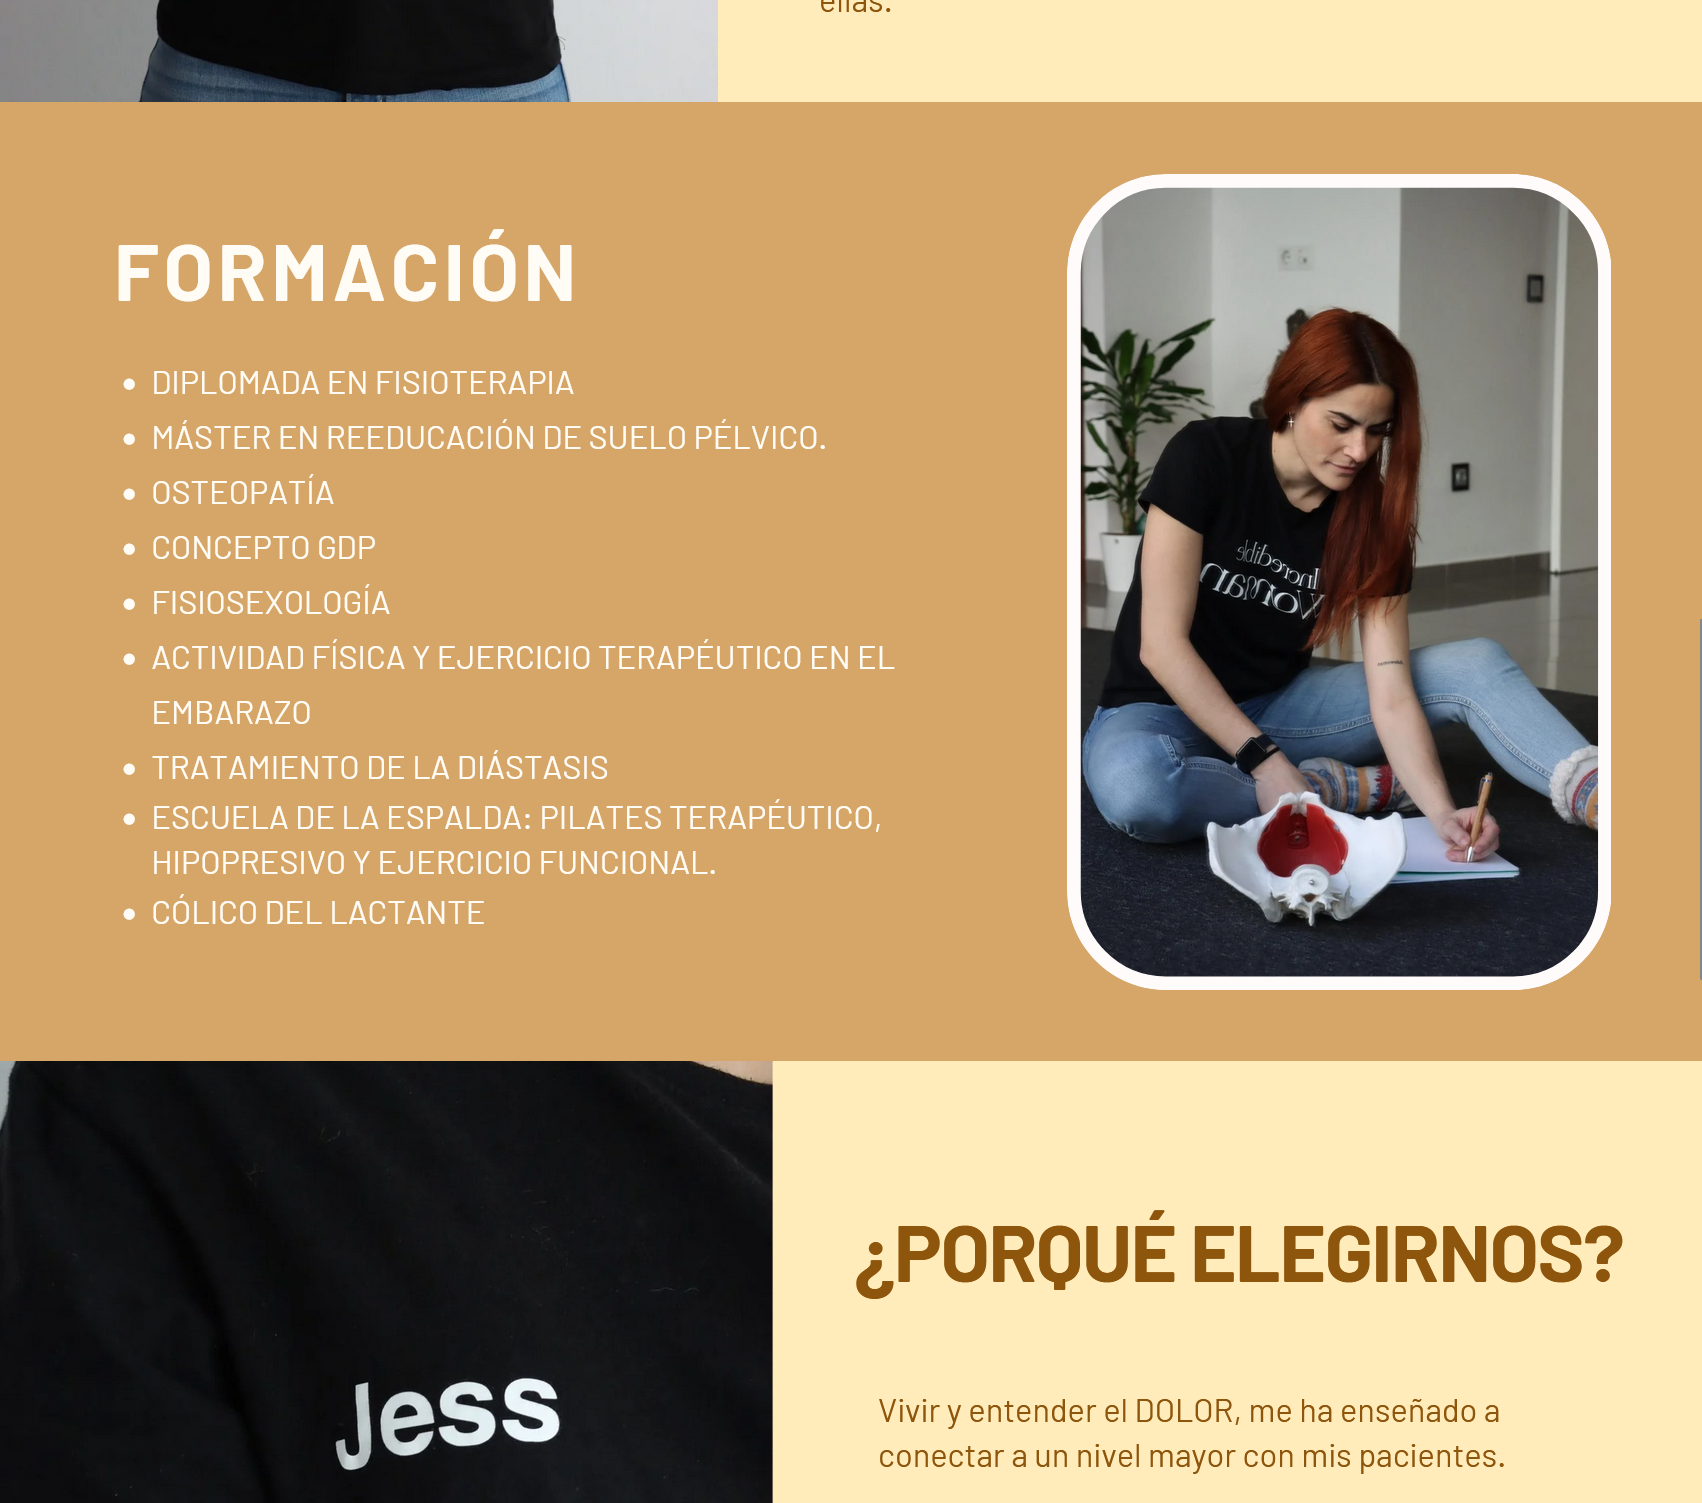 ellas.
FORMACIÓN
• DIPLOMADA EN FISIOTERAPIA
• MÁSTER EN REEDUCACIÓN DE SUELO PÉLVICO.
• OSTEOPATÍA
• CONCEPTO GDP
• FISIOSEXOLOGÍA
• ACTIVIDAD FÍSICA Y EJERCICIO TERAPÉUTICO EN EL
EMBARAZO
• TRATAMIENTO DE LA DIÁSTASIS
• ESCUELA DE LA ESPALDA: PILATES TERAPÉUTICO,
HIPOPRESIVO Y EJERCICIO FUNCIONAL.
• CÓLICO DEL LACTANTE
Incredible
Woman
Jess
¿PORQUÉ ELEGIRNOS?
Vivir y entender el DOLOR, me ha enseñado a
conectar a un nivel mayor con mis pacientes.